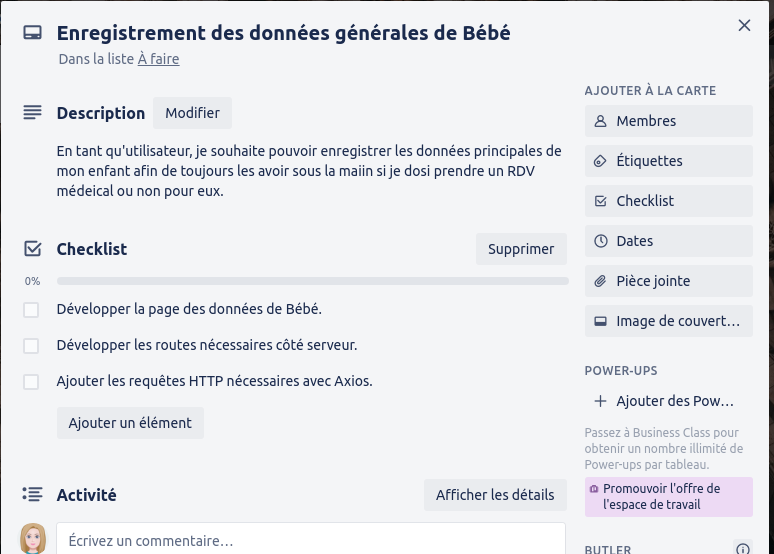 Enregistrement des données générales de Bébé
Dans la liste À faire
Description Modifier
En tant qu'utilisateur, je souhaite pouvoir enregistrer les données principales de
mon enfant afin de toujours les avoir sous la maiin si je dosi prendre un RDV
médeical ou non pour eux.
Checklist Supprimer
0%
Développer la page des données de Bébé.
Développer les routes nécessaires côté serveur.
Ajouter les requêtes HTTP nécessaires avec Axios.
Ajouter un élément
Activité Afficher les détails
Écrivez un commentaire…
AJOUTER À LA CARTE
Membres
Étiquettes
Checklist
Dates
Pièce jointe
Image de couvert…
POWER-UPS
Ajouter des Pow…
Passez à Business Class pour
obtenir un nombre illimité de
Power-ups par tableau.
Promouvoir l'offre de
l'espace de travail
BUTLER